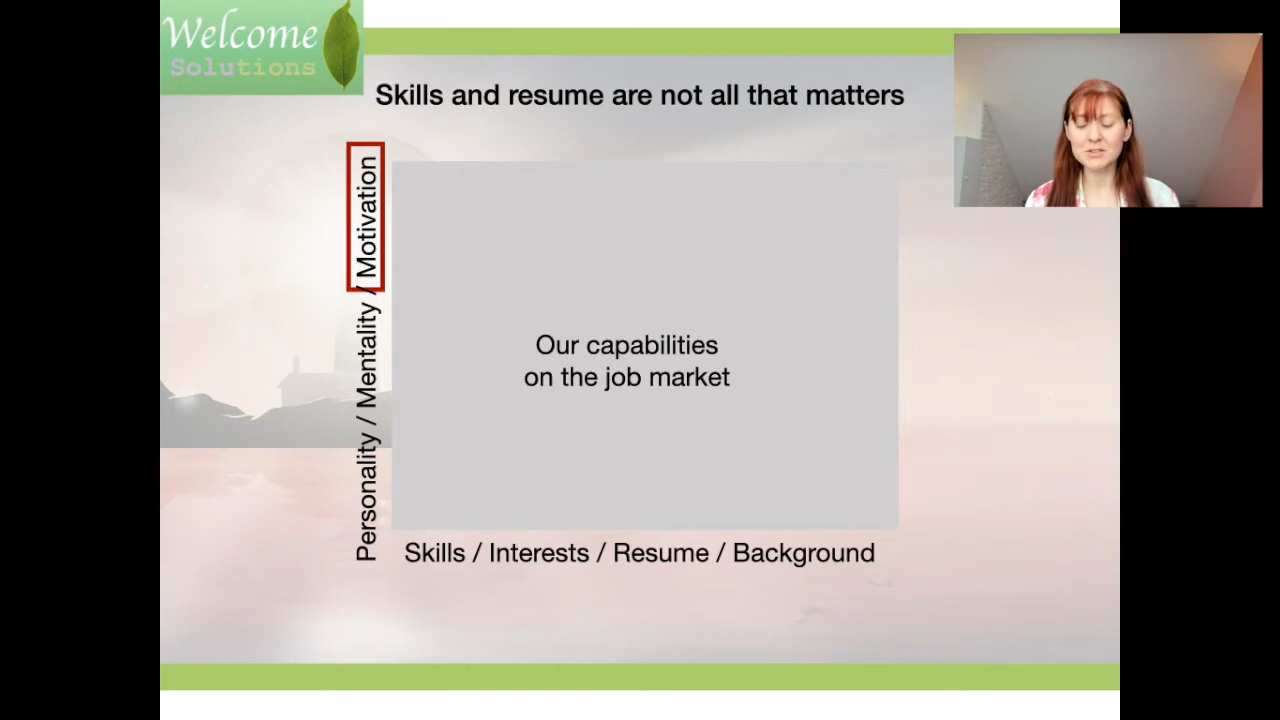 Welcome
Solutions
Skills and resume are not all that matters
Personality / Mentality / Motivation
Our capabilities
on the job market
Skills / Interests / Resume / Background